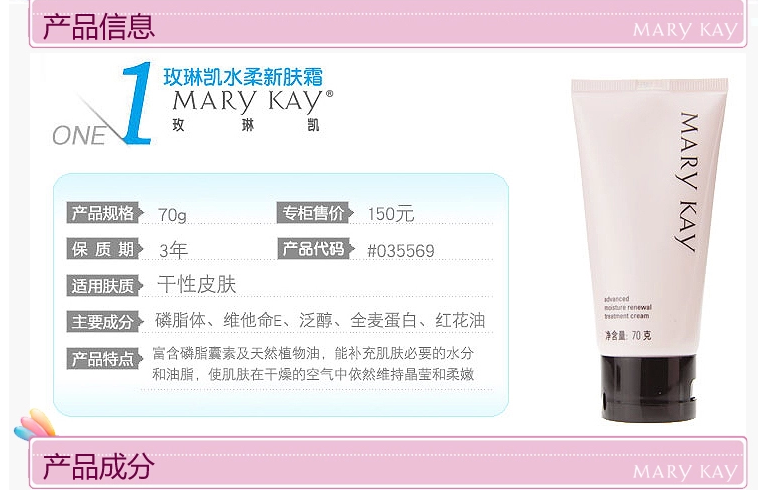 产品信息
MARY KAY
ONE 1
玫琳凯水柔新肤霜
MARY KAY®
玫 琳 凯
产品规格 70g
专柜售价 150元
保质期 3年
产品代码 #035569
适用肤质 干性皮肤
主要成分 磷脂体、维他命E、泛醇、全麦蛋白、红花油
产品特点 富含磷脂囊素及天然植物油，能补充肌肤必要的水分
和油脂，使肌肤在干燥的空气中依然维持晶莹和柔嫩
MARY KAY
advanced
moisture renewal
treatment cream
净含量: 70克
产品成分
MARY KAY